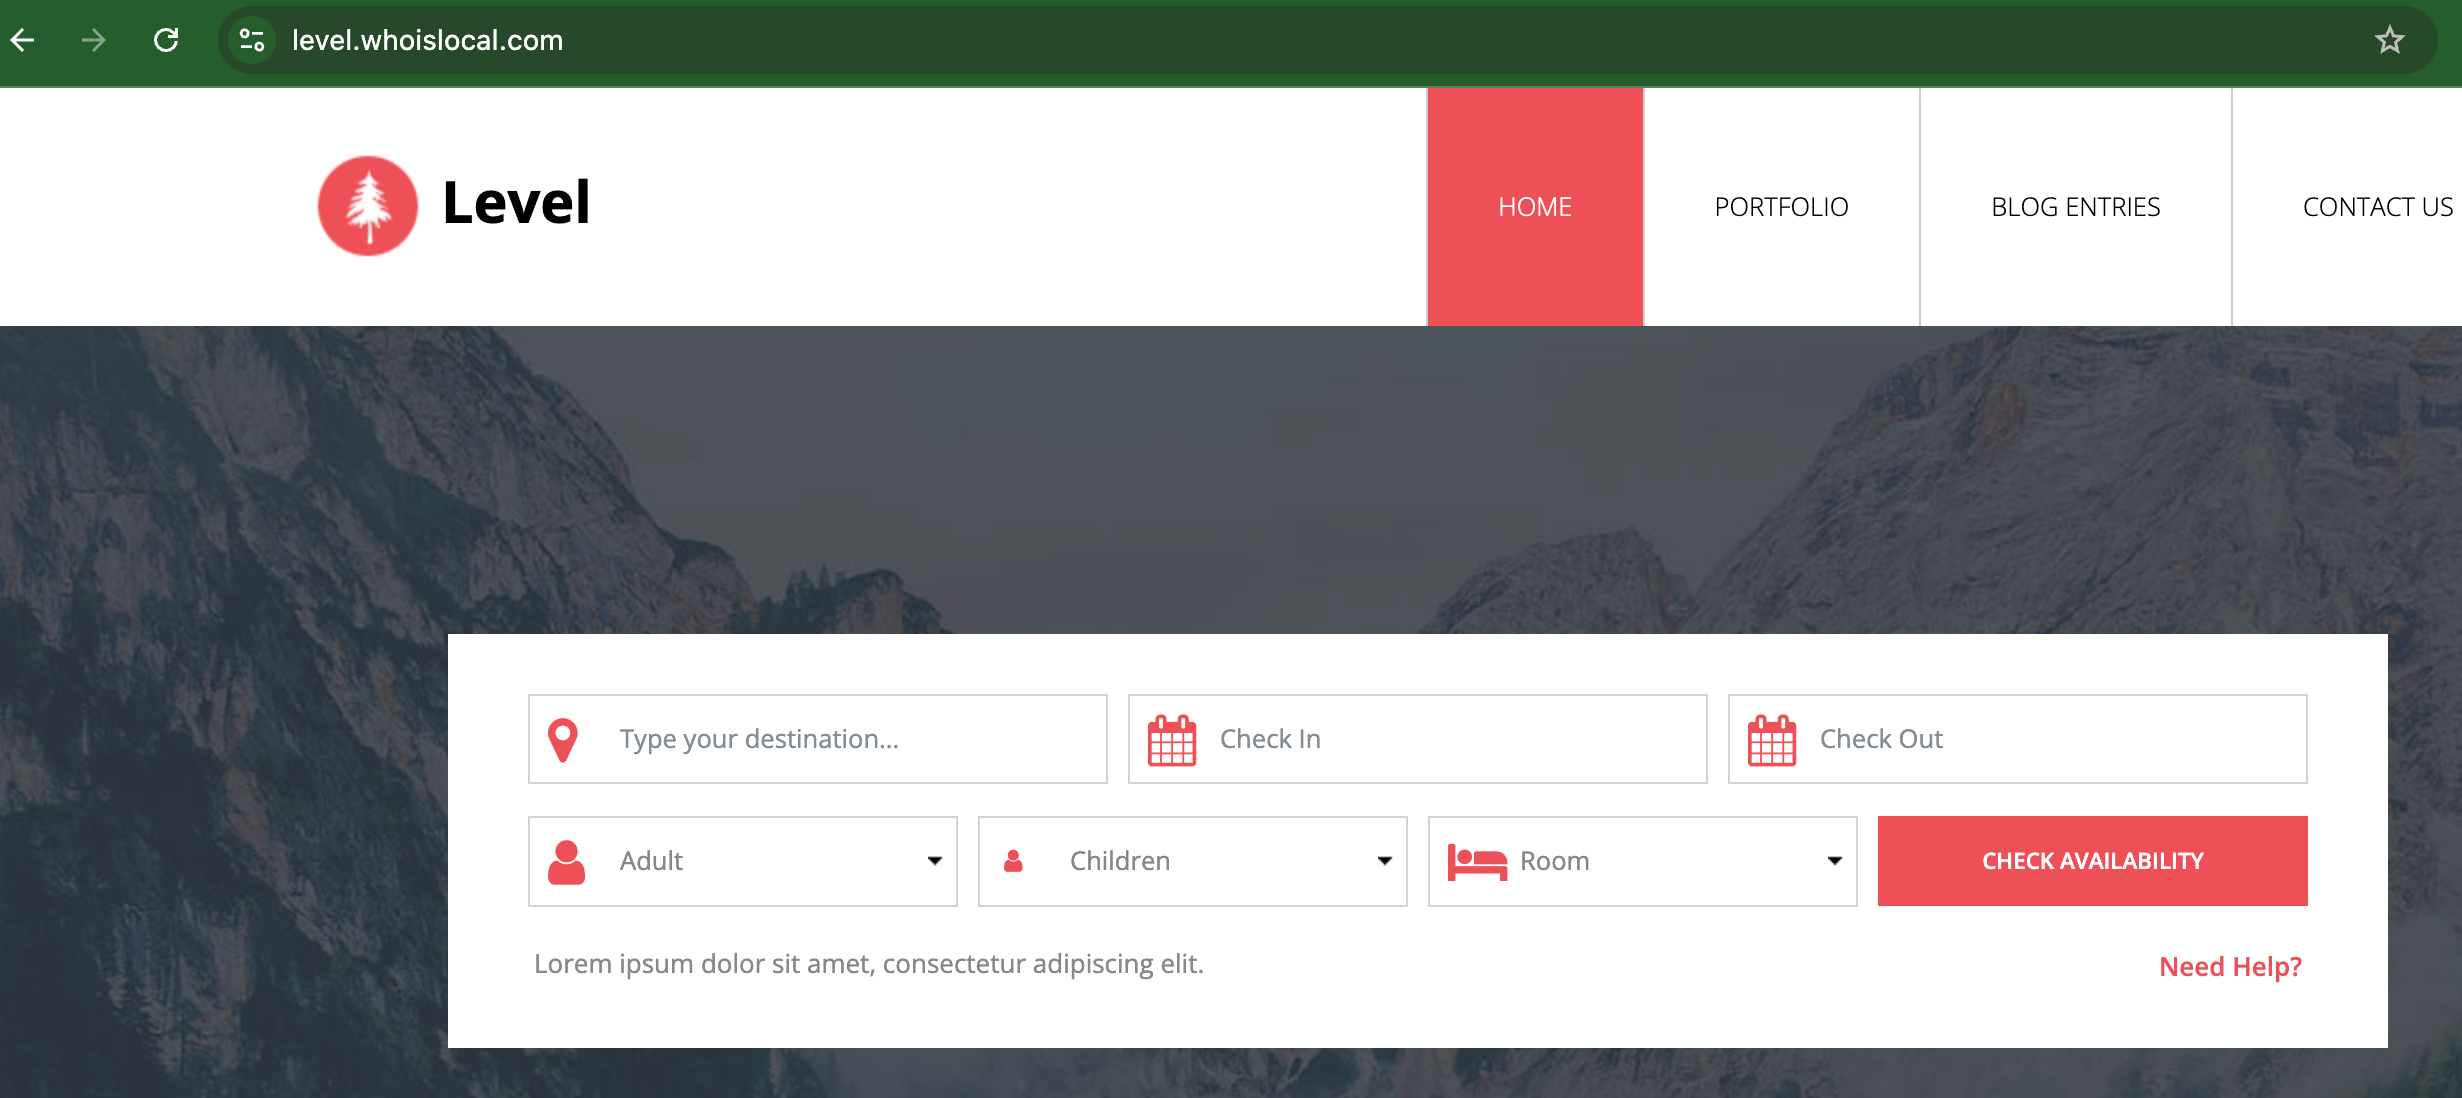 level.whoislocal.com
Level
HOME
PORTFOLIO
BLOG ENTRIES
CONTACT US
Type your destination...
Check In
Check Out
Adult
Children
Room
CHECK AVAILABILITY
Lorem ipsum dolor sit amet, consectetur adipiscing elit.
Need Help?